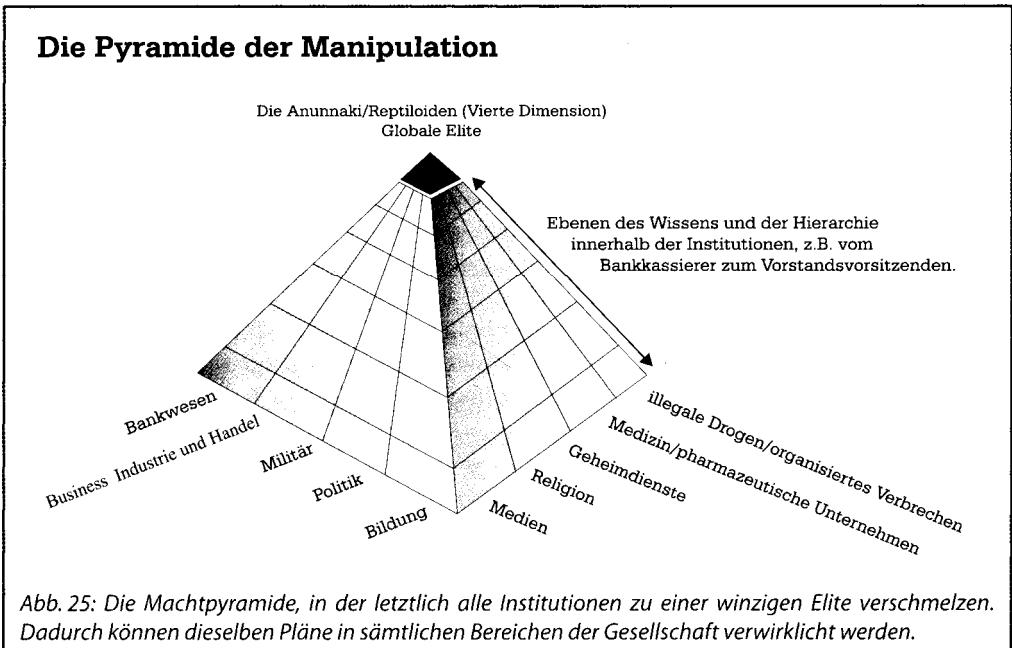 Die Pyramide der Manipulation
Die Anunnaki/Reptiloiden (Vierte Dimension)
Globale Elite
Ebenen des Wissens und der Hierarchie
innerhalb der Institutionen, z.B. vom
Bankkassierer zum Vorstandsvorsitzenden.
Bankwesen
Business Industrie und Handel
Militär
Politik
Bildung
Medien
Religion
Geheimdienste
Medizin/pharmazeutische Unternehmen
illegale Drogen/organisiertes Verbrechen
Abb. 25: Die Machtpyramide, in der letztlich alle Institutionen zu einer winzigen Elite verschmelzen.
Dadurch können dieselben Pläne in sämtlichen Bereichen der Gesellschaft verwirklicht werden.